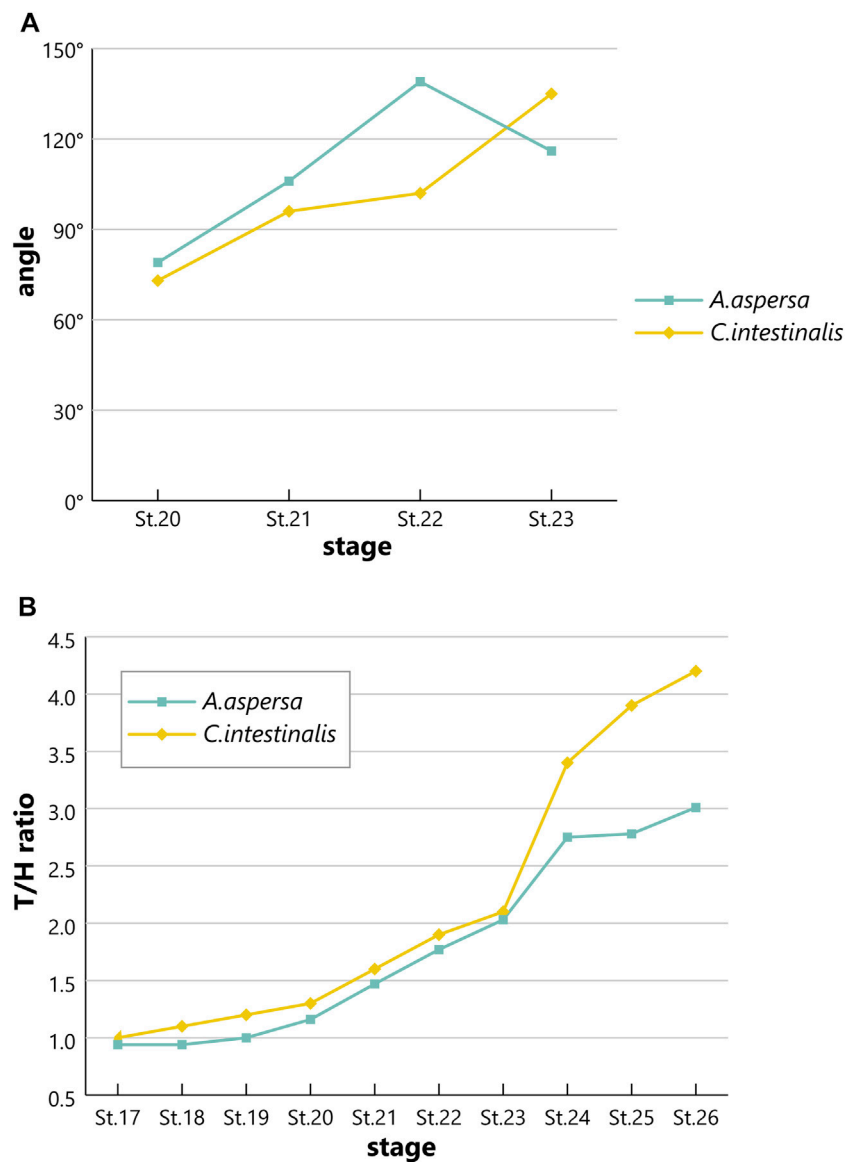 A
150°
120°
90°
60°
30°
0°
angle
St.20 St.21 St.22 St.23
stage
A.aspersa
C.intestinalis
B
4.5
4.0
3.5
3.0
2.5
2.0
1.5
1.0
0.5
T/H ratio
A.aspersa
C.intestinalis
St.17 St.18 St.19 St.20 St.21 St.22 St.23 St.24 St.25 St.26
stage